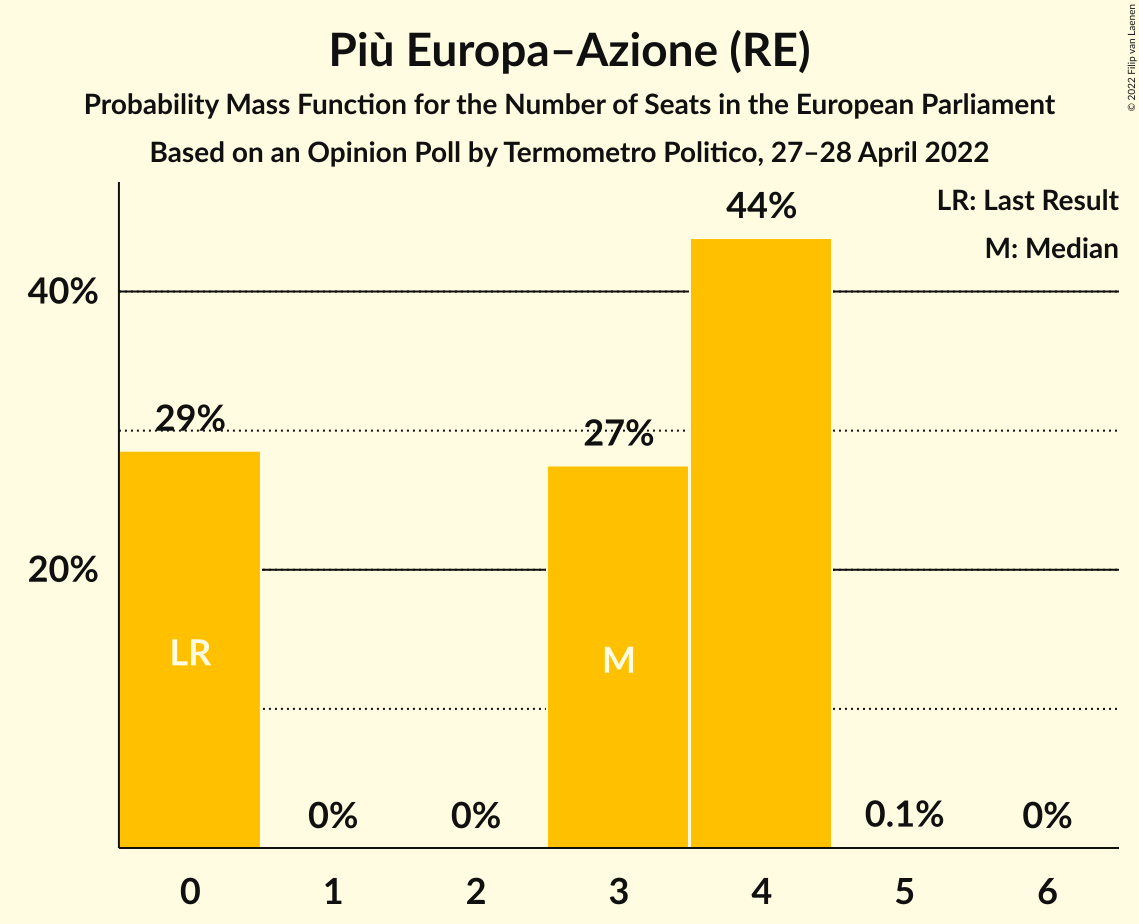 Più Europa–Azione (RE)
Probability Mass Function for the Number of Seats in the European Parliament
Based on an Opinion Poll by Termometro Politico, 27–28 April 2022
© 2022 Filip van Laenen
LR: Last Result
M: Median
44%
40%
29%
27%
20%
LR
M
0%
0%
0.1%
0%
0
1
2
3
4
5
6